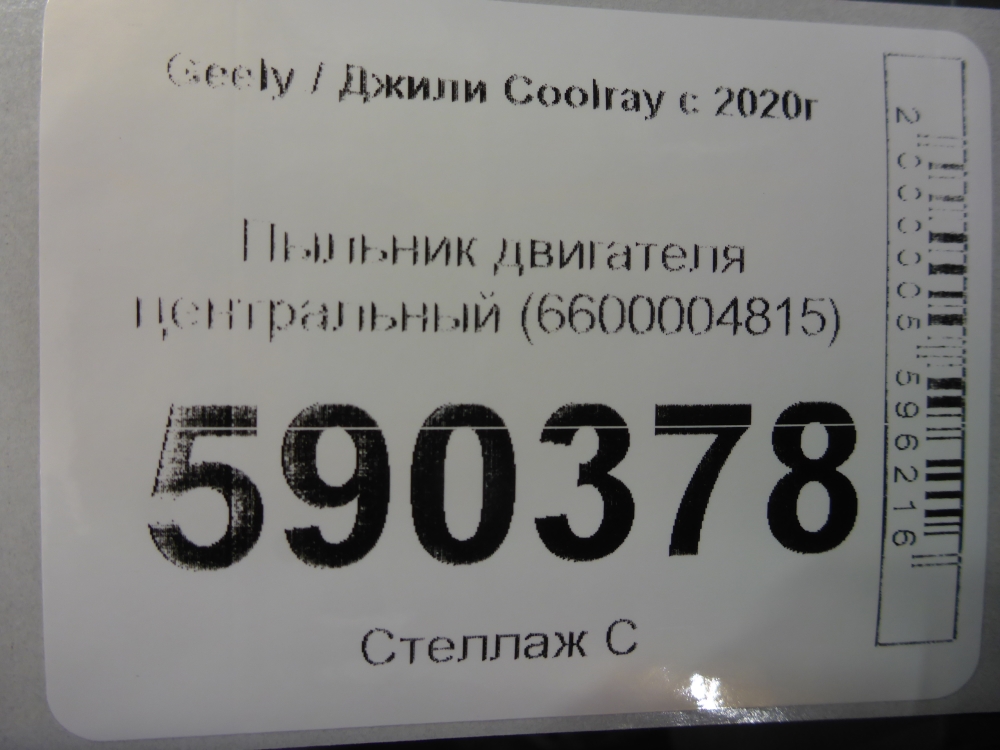 Geely / Джили Coolray с 2020г
Пыльник двигателя
центральный (6600004815)
590378
Стеллаж С
2000005596216